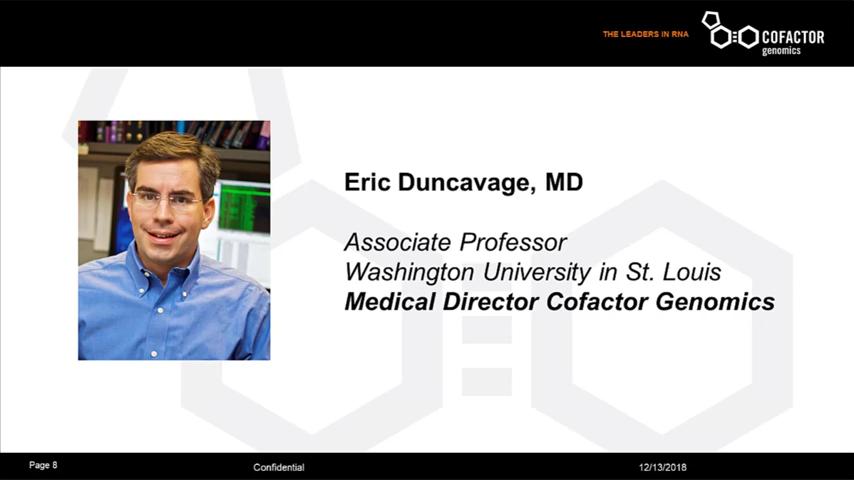 THE LEADERS IN RNA
COFACTOR
genomics
Eric Duncavage, MD
Associate Professor
Washington University in St. Louis
Medical Director Cofactor Genomics
Page 8
Confidential
12/13/2018